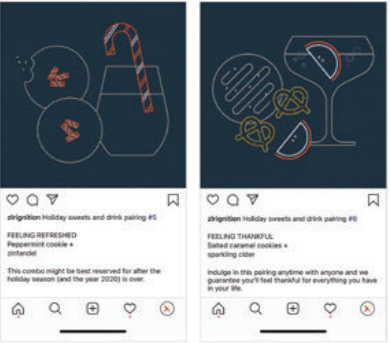 zlrignition Holiday sweets and drink pairing #5
FEELING REFRESHED
Peppermint cookie +
zinfandel
This combo might be best reserved for after the
holiday season (and the year 2020) is over.
zlrignition Holiday sweets and drink pairing #6
FEELING THANKFUL
Salted caramel cookies +
sparkling cider
Indulge in this pairing anytime with anyone and we
guarantee you'll feel thankful for everything you have
in your life.